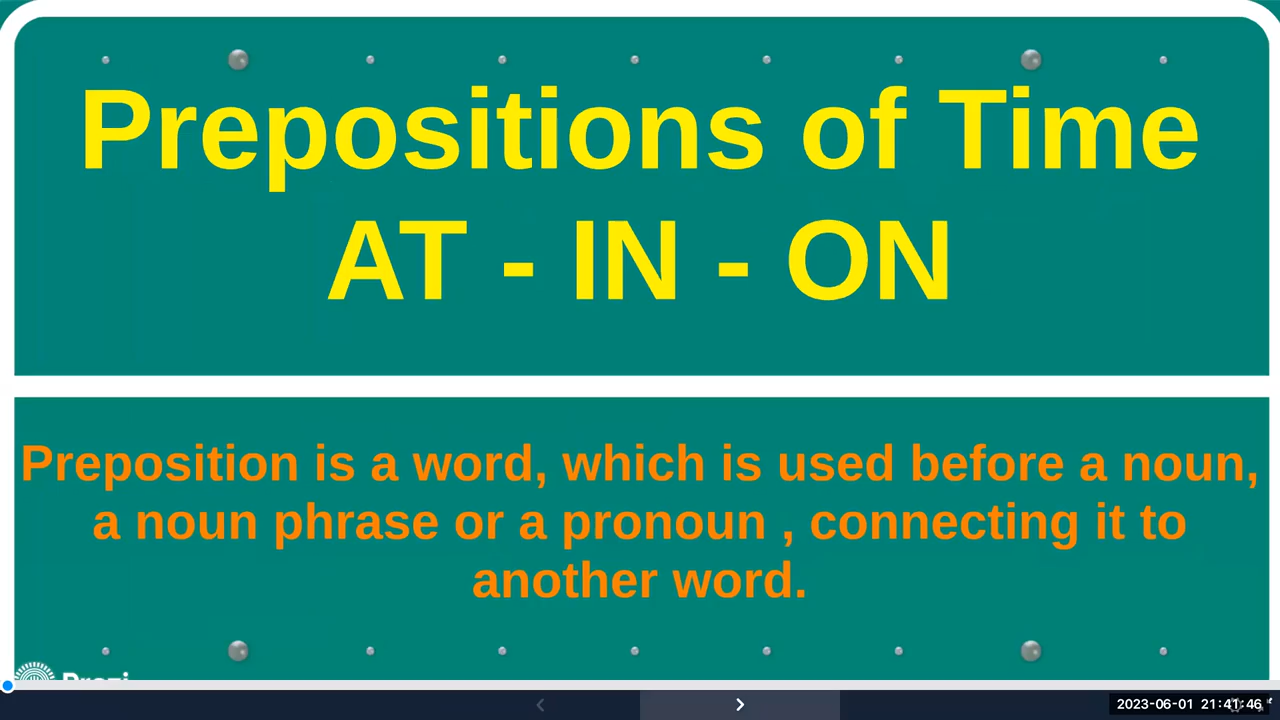 Prepositions of Time
AT - IN - ON
Preposition is a word, which is used before a noun,
a noun phrase or a pronoun , connecting it to
another word.
Prezi
2023-06-01 21:41:46